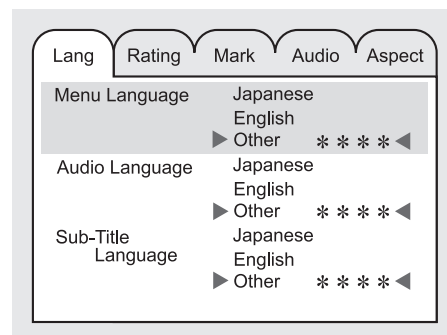 Lang Rating Mark Audio Aspect
Menu Language Japanese
English
▶ Other ＊＊＊＊◀
Audio Language Japanese
English
▶ Other ＊＊＊＊◀
Sub-Title Japanese
Language English
▶ Other ＊＊＊＊◀